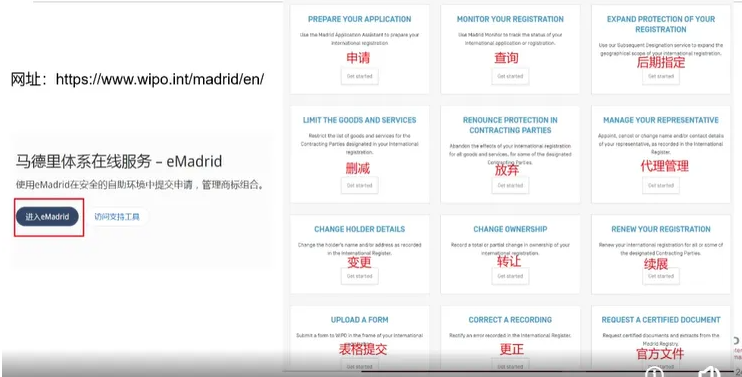 网址：https://www.wipo.int/madrid/en/
马德里体系在线服务 – eMadrid
使用eMadrid在安全的自助环境中提交申请，管理商标组合。
进入eMadrid
访问支持工具
PREPARE YOUR APPLICATION
Use the Madrid Application Assistant to prepare your
international registration
申请
Get started
MONITOR YOUR REGISTRATION
Use Madrid Monitor to track the status of your
international application or registration.
查询
Get started
EXPAND PROTECTION OF YOUR
REGISTRATION
Use our Subsequent Designation service to expand the
geographical scope of your international registration.
后期指定
Get started
LIMIT THE GOODS AND SERVICES
Restrict the list of goods and services for the
Contracting Parties designated in your international
registration.
删减
Get started
RENOUNCE PROTECTION IN
CONTRACTING PARTIES
Abandon the effects of your international registration
for all goods and services, for some of the designated
Contracting Parties.
放弃
Get started
MANAGE YOUR REPRESENTATIVE
Appoint, cancel or change name and/or contact details
of your representative, as recorded in the International
Register.
代理管理
Get started
CHANGE HOLDER DETAILS
Change the holder's name and/or address as recorded
in the International Register.
变更
Get started
CHANGE OWNERSHIP
Record a total or partial change in ownership of your
international registration.
转让
Get started
RENEW YOUR REGISTRATION
Renew your international registration for all or some of
the designated Contracting Parties.
续展
Get started
UPLOAD A FORM
Submit a form to WIPO in the frame of your international
表格提交
Get started
CORRECT A RECORDING
Rectify an error recorded in the International Register.
更正
Get started
REQUEST A CERTIFIED DOCUMENT
Request certified documents and extracts from the
Madrid Registry.
官方文件